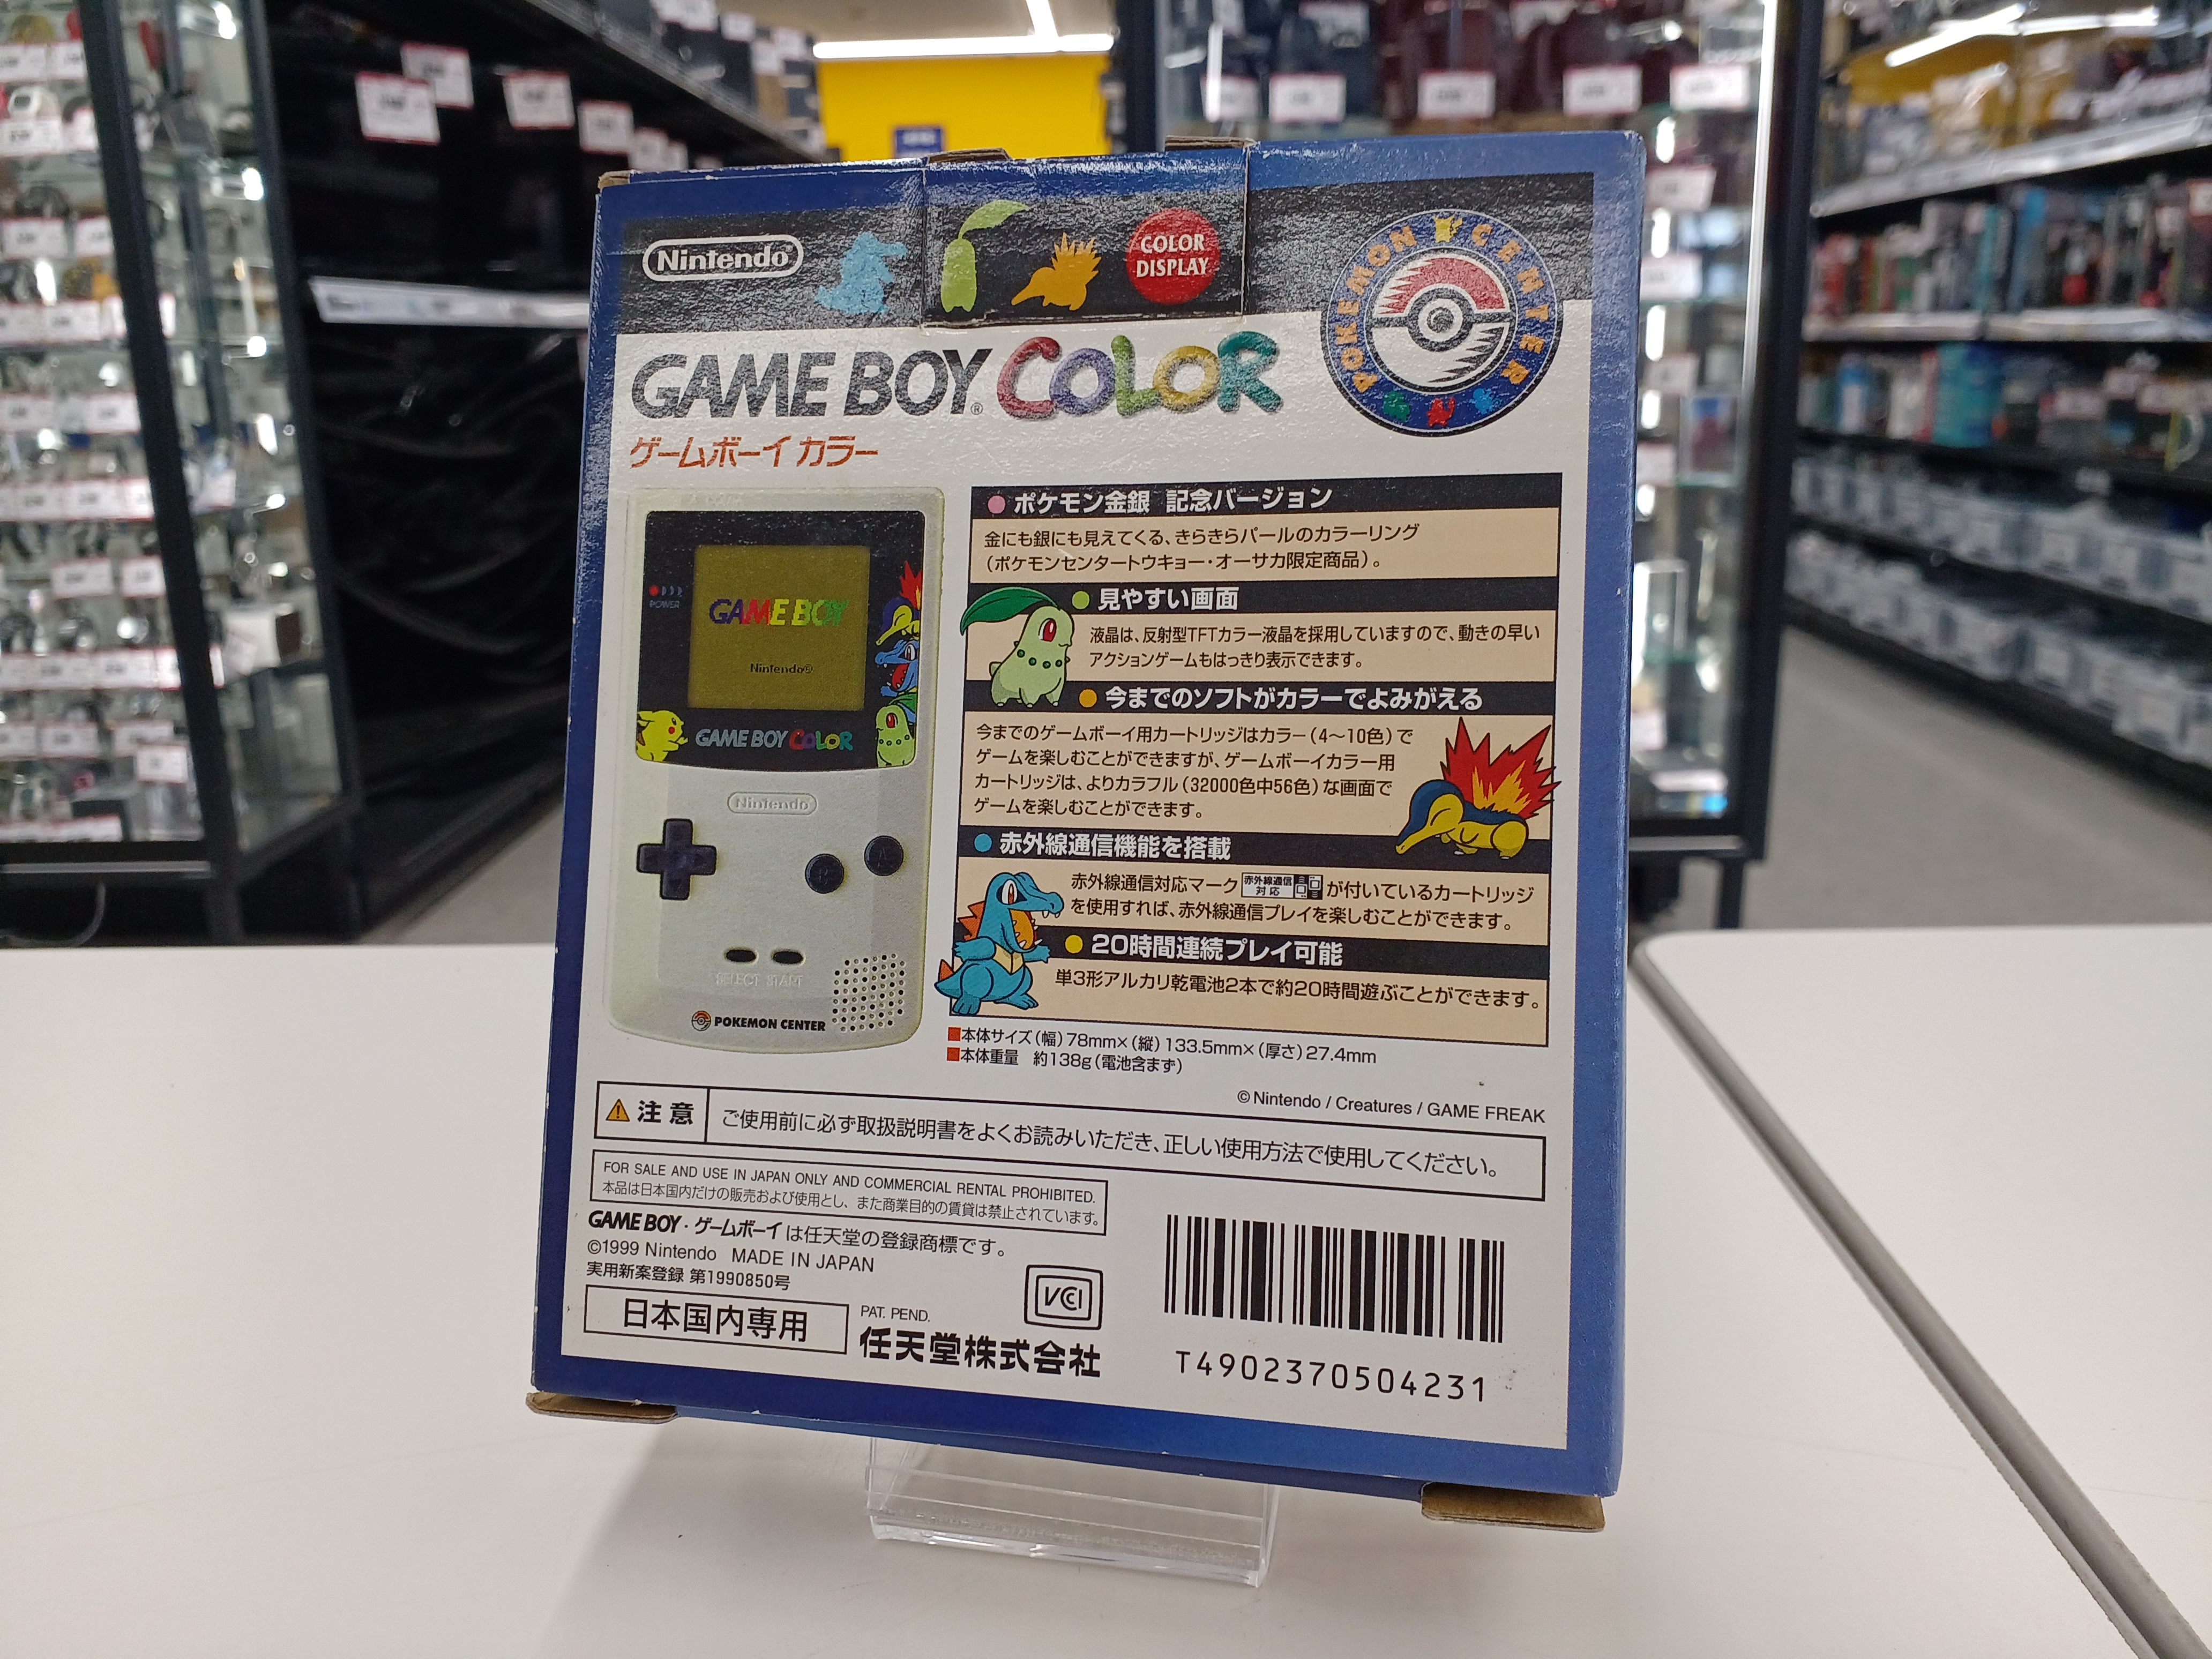 Nintendo
COLOR
DISPLAY
POKEMON CENTER
GAME BOY COLOR
ゲームボーイ カラー
ポケモン金銀 記念バージョン
金にも銀にも見えてくる、きらきらパールのカラーリング
（ポケモンセンタートウキョー・オーサカ限定商品）。
見やすい画面
液晶は、反射型TFTカラー液晶を採用していますので、動きの早い
アクションゲームもはっきり表示できます。
今までのソフトがカラーでよみがえる
今までのゲームボーイ用カートリッジはカラー（4〜10色）で
ゲームを楽しむことができますが、ゲームボーイカラー用
カートリッジは、よりカラフル（32000色中56色）な画面で
ゲームを楽しむことができます。
赤外線通信機能を搭載
赤外線通信対応マーク 赤外線通信 対応 が付いているカートリッジ
を使用すれば、赤外線通信プレイを楽しむことができます。
20時間連続プレイ可能
単3形アルカリ乾電池2本で約20時間遊ぶことができます。
POWER
GAME BOY
Nintendo®
GAME BOY COLOR
Nintendo
B
A
SELECT START
POKEMON CENTER
■本体サイズ（幅）78mm×（縦）133.5mm×（厚さ）27.4mm
■本体重量 約138g（電池含まず）
©Nintendo / Creatures / GAME FREAK
注意
ご使用前に必ず取扱説明書をよくお読みいただき、正しい使用方法で使用してください。
FOR SALE AND USE IN JAPAN ONLY AND COMMERCIAL RENTAL PROHIBITED.
本品は日本国内だけの販売および使用とし、また商業目的の賃貸は禁止されています。
GAME BOY・ゲームボーイは任天堂の登録商標です。
©1999 Nintendo MADE IN JAPAN
実用新案登録 第1990850号
日本国内専用
PAT. PEND.
任天堂株式会社
VCI
T4902370504231